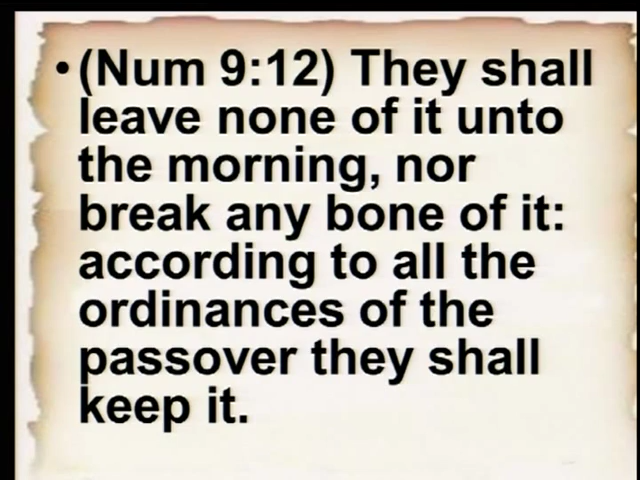 • (Num 9:12) They shall
leave none of it unto
the morning, nor
break any bone of it:
according to all the
ordinances of the
passover they shall
keep it.